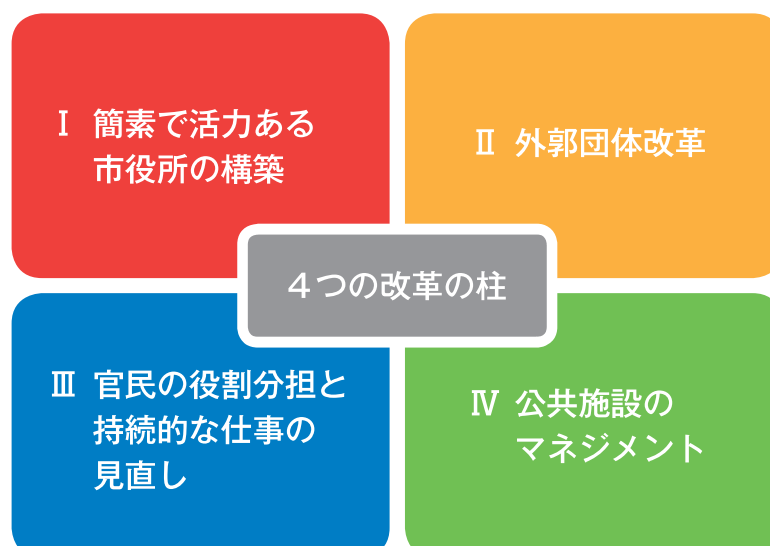 Ⅰ 簡素で活力ある
市役所の構築
Ⅱ 外郭団体改革
４つの改革の柱
Ⅲ 官民の役割分担と
持続的な仕事の
見直し
Ⅳ 公共施設の
マネジメント